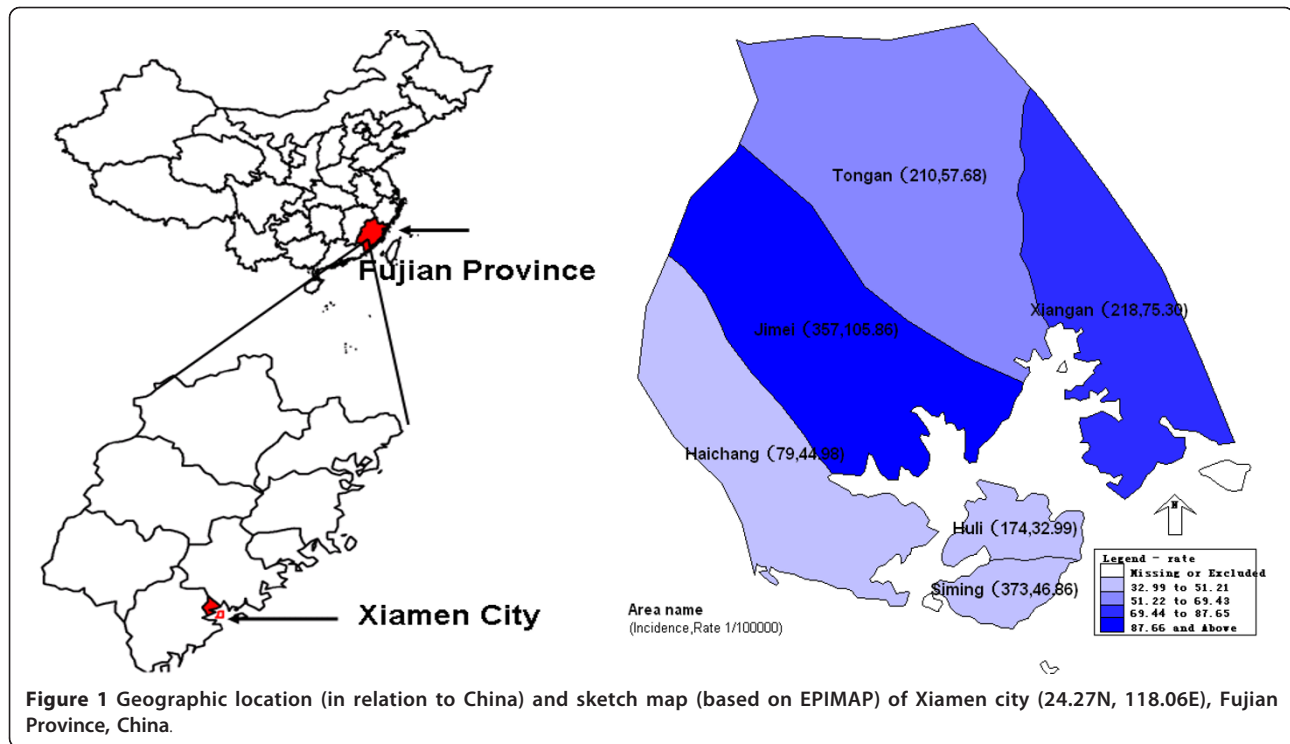 Fujian Province
Xiamen City
Tongan（210,57.68)
Xiangan（218,75.30)
Jimei（357,105.86)
Haichang（79,44.98)
Huli（174,32.99)
Siming（373,46.86)
N
Area name
(Incidence,Rate 1/100000)
Legend - rate
Missing or Excluded
32.99 to 51.21
51.22 to 69.43
69.44 to 87.65
87.66 and Above
Figure 1 Geographic location (in relation to China) and sketch map (based on EPIMAP) of Xiamen city (24.27N, 118.06E), Fujian
Province, China.